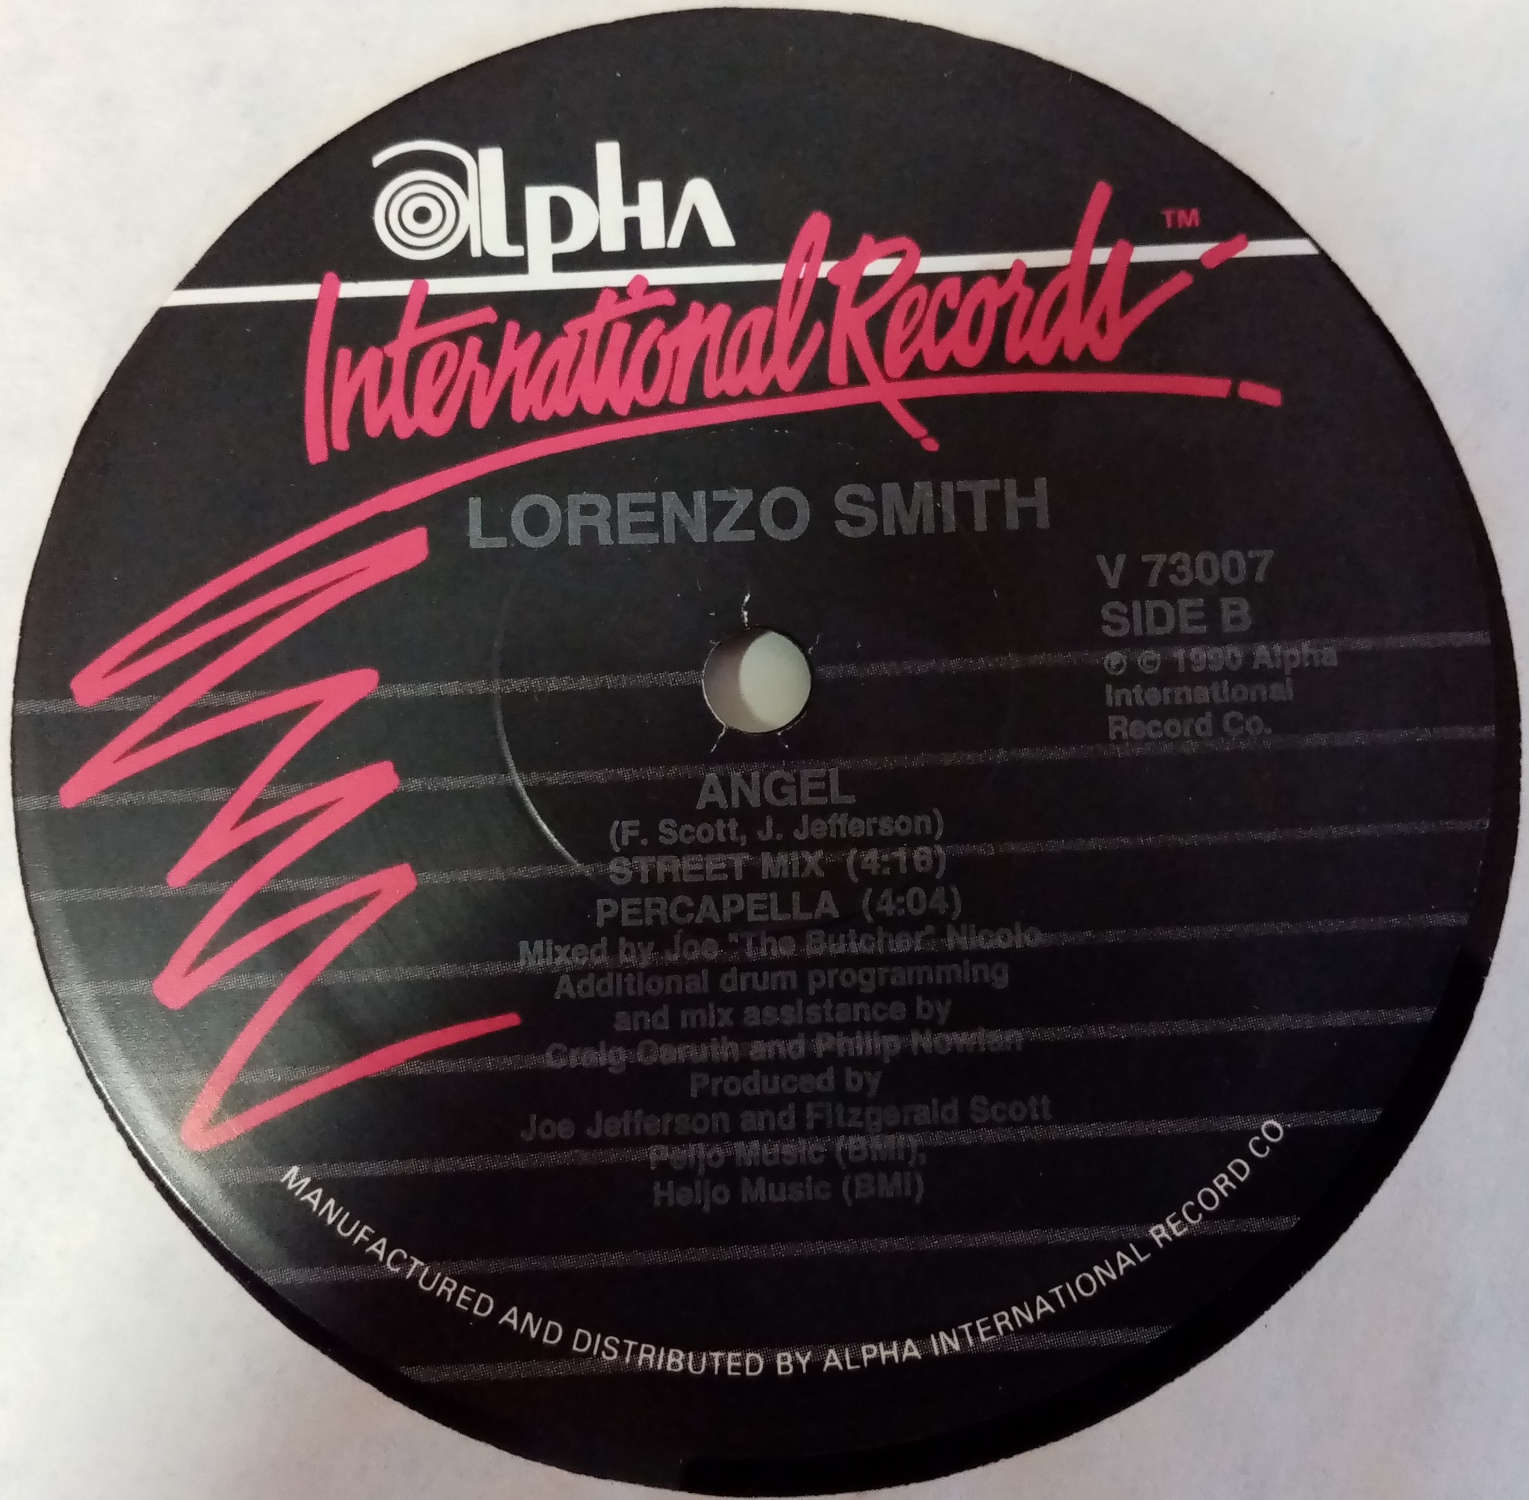 alpha
International Records ™
LORENZO SMITH
V 73007
SIDE B
℗ © 1990 Alpha
International
Record Co.
ANGEL
(F. Scott, J. Jefferson)
STREET MIX (4:16)
PERCAPELLA (4:04)
Mixed by Joe "The Butcher" Nicolo
Additional drum programming
and mix assistance by
Craig Caruth and Philip Nowlan
Produced by
Joe Jefferson and Fitzgerald Scott
Peljo Music (BMI),
Heljo Music (BMI)
MANUFACTURED AND DISTRIBUTED BY ALPHA INTERNATIONAL RECORD CO.